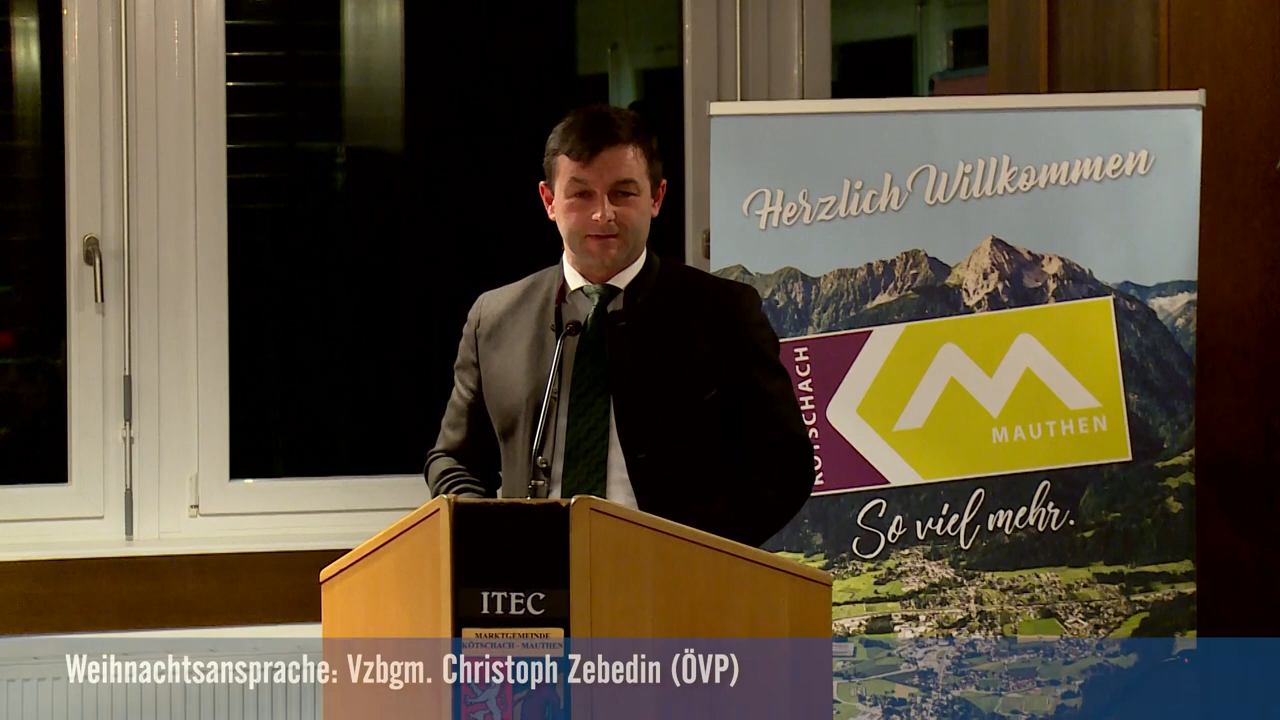 Herzlich Willkommen
KÖTSCHACH
MAUTHEN
So viel mehr.
ITEC
MARKTGEMEINDE
KÖTSCHACH - MAUTHEN
Weihnachtsansprache: Vzbgm. Christoph Zebedin (ÖVP)